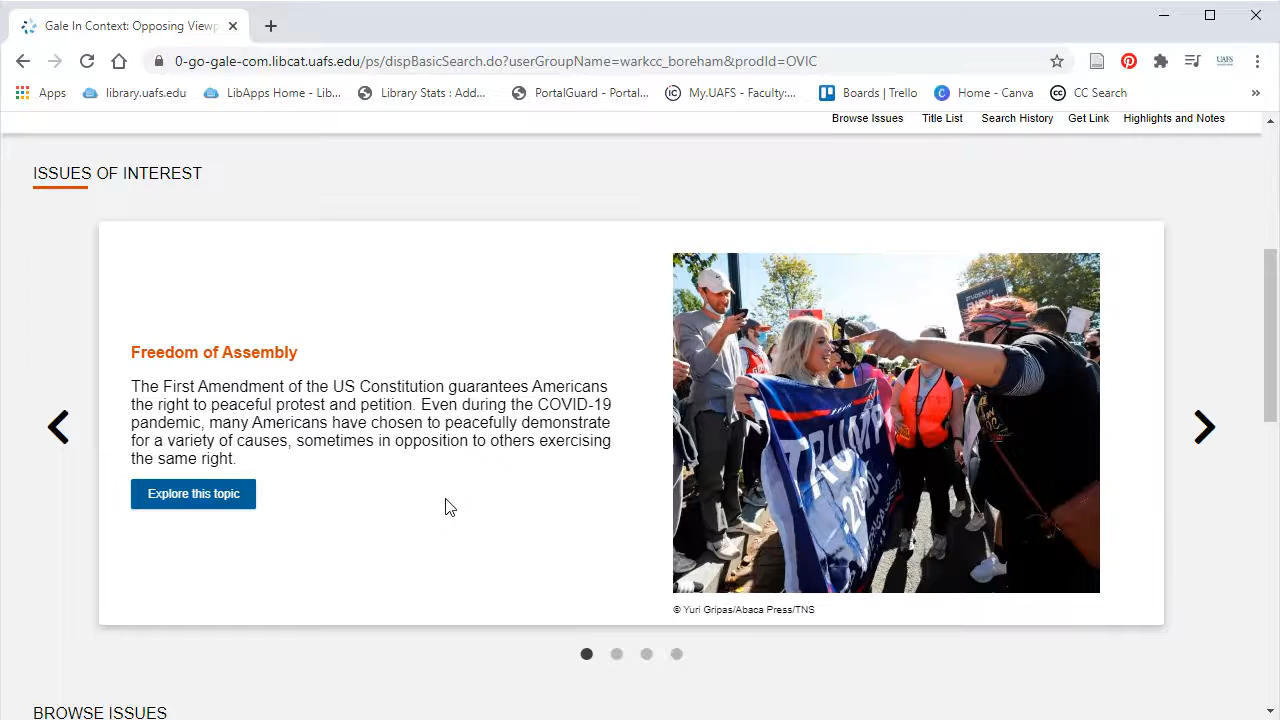 Gale In Context: Opposing Viewp
0-go-gale-com.libcat.uafs.edu/ps/dispBasicSearch.do?userGroupName=warkcc_boreham&prodId=OVIC
UAFS
Apps
library.uafs.edu
LibApps Home - Lib...
Library Stats : Add...
PortalGuard - Portal...
My.UAFS - Faculty:...
Boards | Trello
Home - Canva
CC Search
Browse Issues
Title List
Search History
Get Link
Highlights and Notes
ISSUES OF INTEREST
Freedom of Assembly
The First Amendment of the US Constitution guarantees Americans
the right to peaceful protest and petition. Even during the COVID-19
pandemic, many Americans have chosen to peacefully demonstrate
for a variety of causes, sometimes in opposition to others exercising
the same right.
Explore this topic
TRUMP
-2020-
© Yuri Gripas/Abaca Press/TNS
BROWSE ISSUES